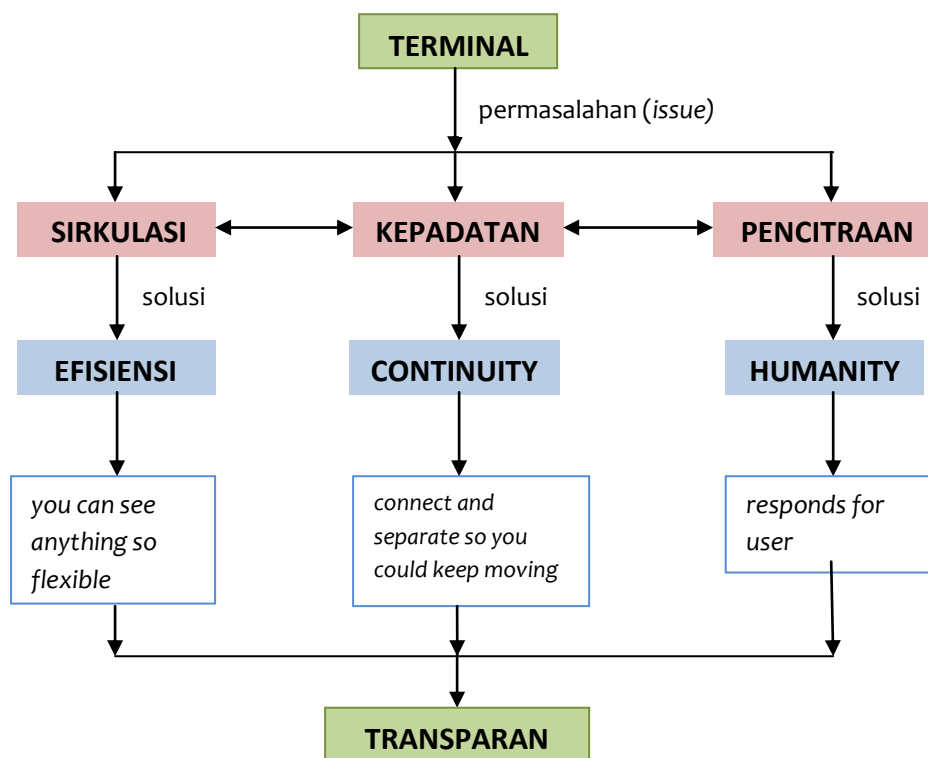 TERMINAL
permasalahan (issue)
SIRKULASI
KEPADATAN
PENCITRAAN
solusi
solusi
solusi
EFISIENSI
CONTINUITY
HUMANITY
you can see
anything so
flexible
connect and
separate so you
could keep moving
responds for
user
TRANSPARAN